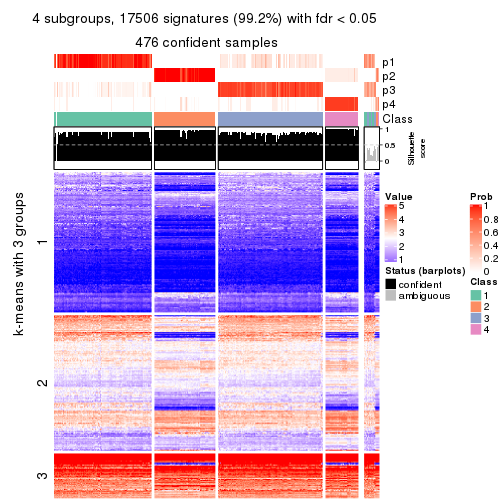 4 subgroups, 17506 signatures (99.2%) with fdr < 0.05
476 confident samples
p1
p2
p3
p4
Class
1
0.5
0
Silhouette
score
k-means with 3 groups
1
2
3
Value
5
4
3
2
1
Status (barplots)
confident
ambiguous
Prob
1
0.8
0.6
0.4
0.2
0
Class
1
2
3
4